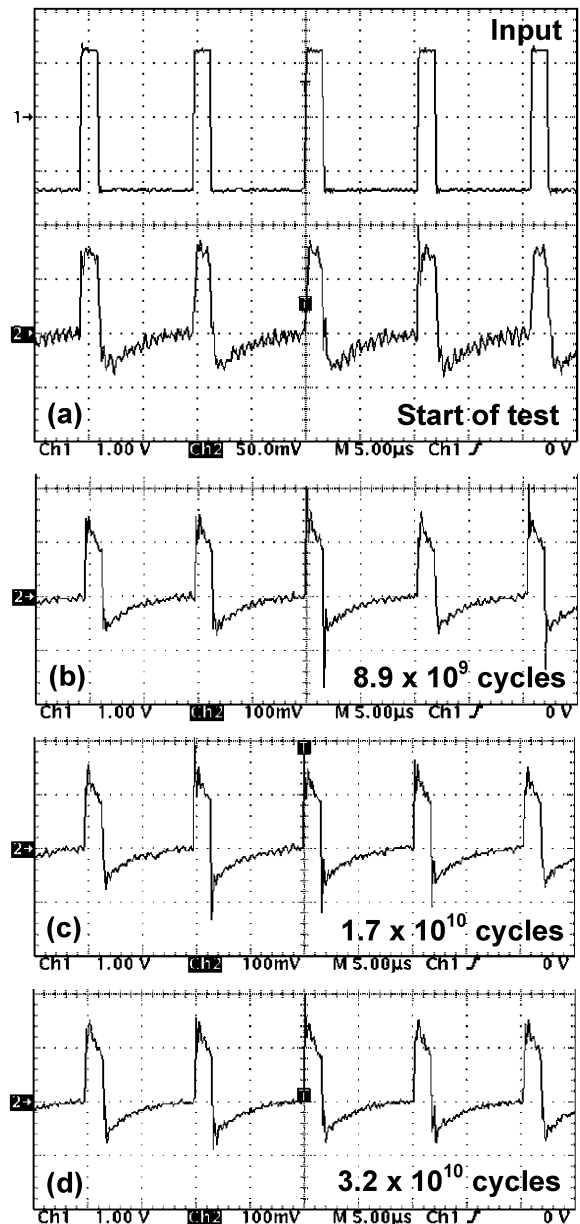 Input
1→
T
2→
(a)
Start of test
Ch1 1.00 V Ch2 50.0mV M 5.00µs Ch1 ƒ 0 V
2→
(b)
8.9 x 10⁹ cycles
Ch1 1.00 V Ch2 100mV M 5.00µs Ch1 ƒ 0 V
T
2→
(c)
1.7 x 10¹⁰ cycles
Ch1 1.00 V Ch2 100mV M 5.00µs Ch1 ƒ 0 V
2→
T
(d)
3.2 x 10¹⁰ cycles
Ch1 1.00 V Ch2 100mV M 5.00µs Ch1 ƒ 0 V